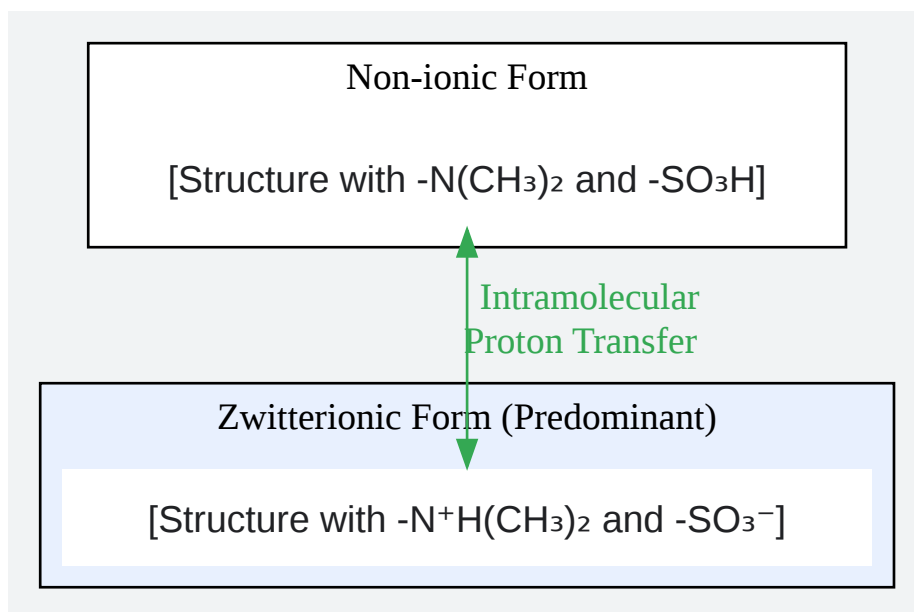 Non-ionic Form
[Structure with -N(CH₃)₂ and -SO₃H]
Intramolecular
Proton Transfer
Zwitterionic Form (Predominant)
[Structure with -N⁺H(CH₃)₂ and -SO₃⁻]